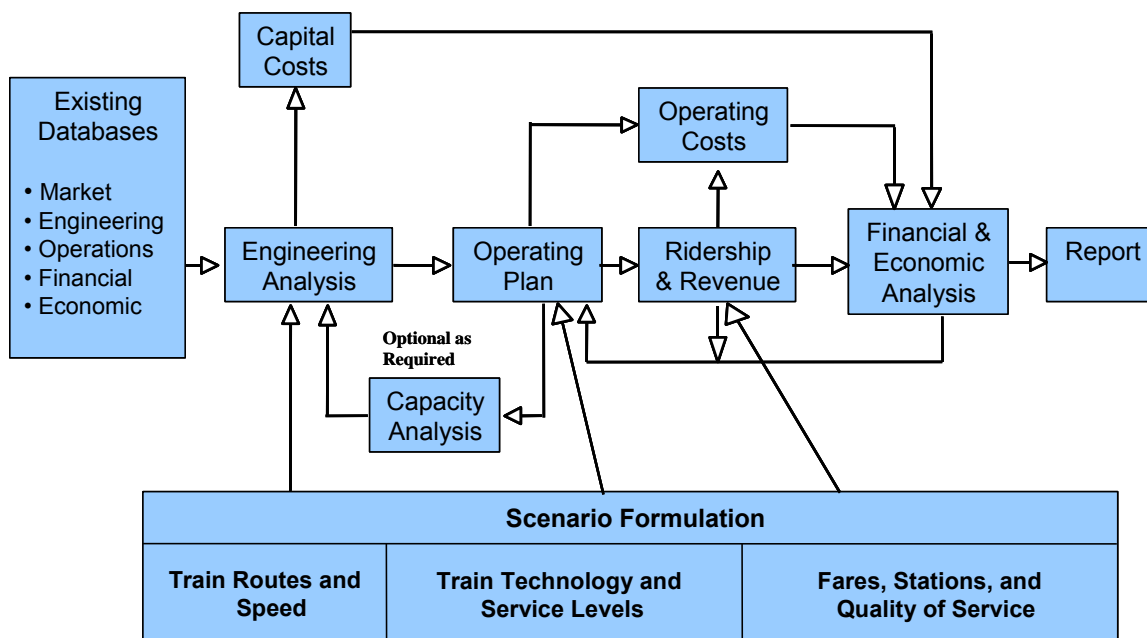 Capital
Costs
Existing
Databases
• Market
• Engineering
• Operations
• Financial
• Economic
Operating
Costs
Engineering
Analysis
Operating
Plan
Ridership
& Revenue
Financial &
Economic
Analysis
Report
Optional as
Required
Capacity
Analysis
Scenario Formulation
Train Routes and
Speed
Train Technology and
Service Levels
Fares, Stations, and
Quality of Service